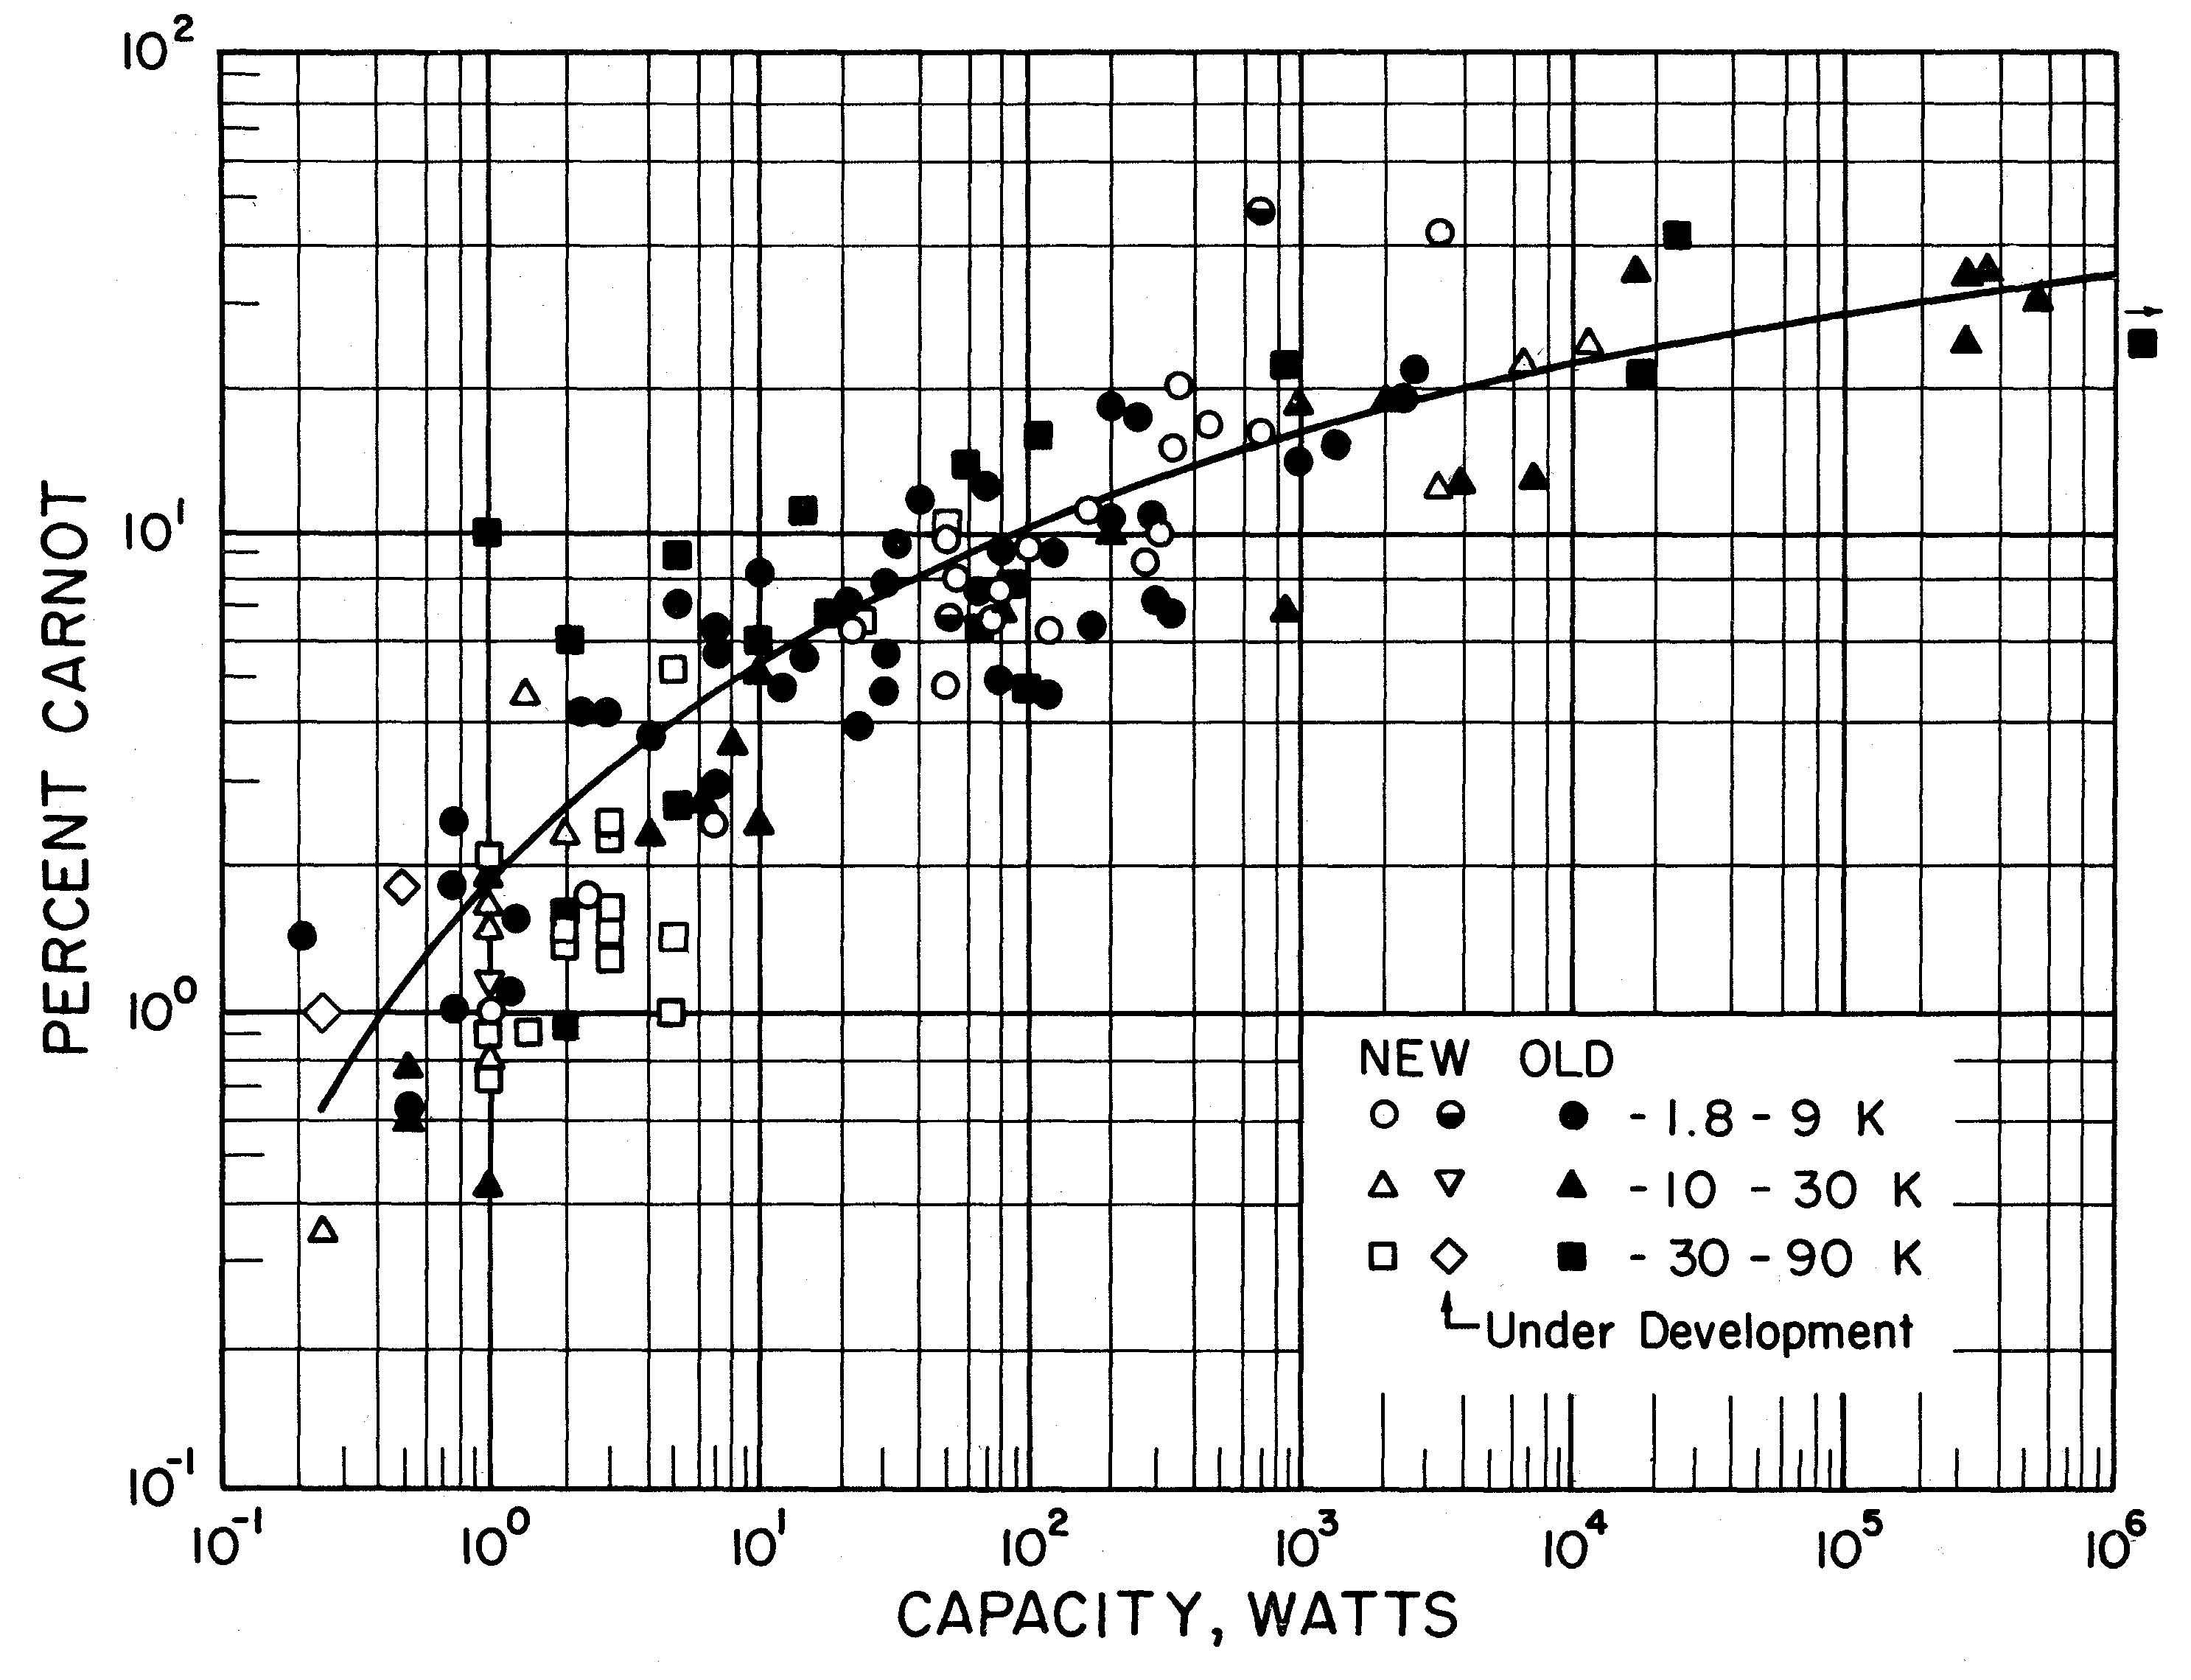 PERCENT CARNOT
10²
10¹
10⁰
10⁻¹
NEW OLD
- 1.8 - 9 K
- 10 - 30 K
- 30 - 90 K
Under Development
10⁻¹ 10⁰ 10¹ 10² 10³ 10⁴ 10⁵ 10⁶
CAPACITY, WATTS